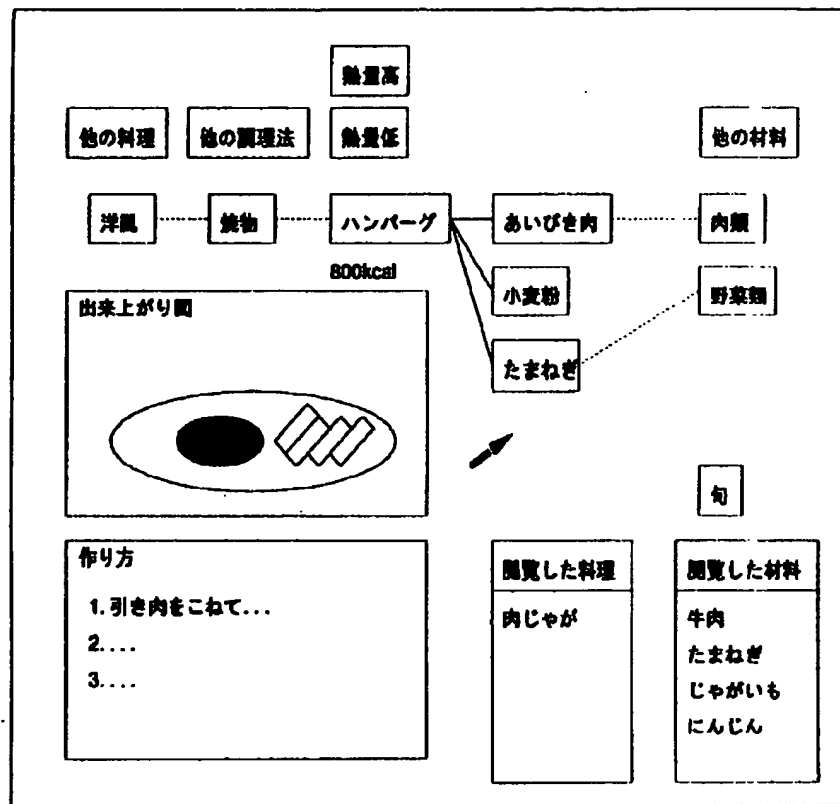 熱量高
他の料理 他の調理法 熱量低 他の材料
洋風 焼物 ハンバーグ あいびき肉 肉類
800kcal 小麦粉 野菜類
出来上がり図
たまねぎ
旬
作り方
1. 引き肉をこねて...
2....
3....
閲覧した料理
肉じゃが
閲覧した材料
牛肉
たまねぎ
じゃがいも
にんじん